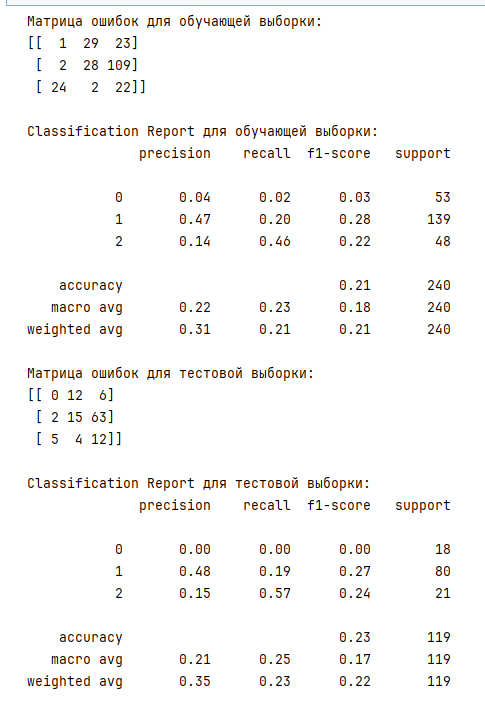 Матрица ошибок для обучающей выборки:
[[  1  29  23]
 [  2  28 109]
 [ 24   2  22]]
Classification Report для обучающей выборки:
              precision    recall  f1-score   support
           0       0.04      0.02      0.03        53
           1       0.47      0.20      0.28       139
           2       0.14      0.46      0.22        48
    accuracy                           0.21       240
   macro avg       0.22      0.23      0.18       240
weighted avg       0.31      0.21      0.21       240
Матрица ошибок для тестовой выборки:
[[ 0 12  6]
 [ 2 15 63]
 [ 5  4 12]]
Classification Report для тестовой выборки:
              precision    recall  f1-score   support
           0       0.00      0.00      0.00        18
           1       0.48      0.19      0.27        80
           2       0.15      0.57      0.24        21
    accuracy                           0.23       119
   macro avg       0.21      0.25      0.17       119
weighted avg       0.35      0.23      0.22       119